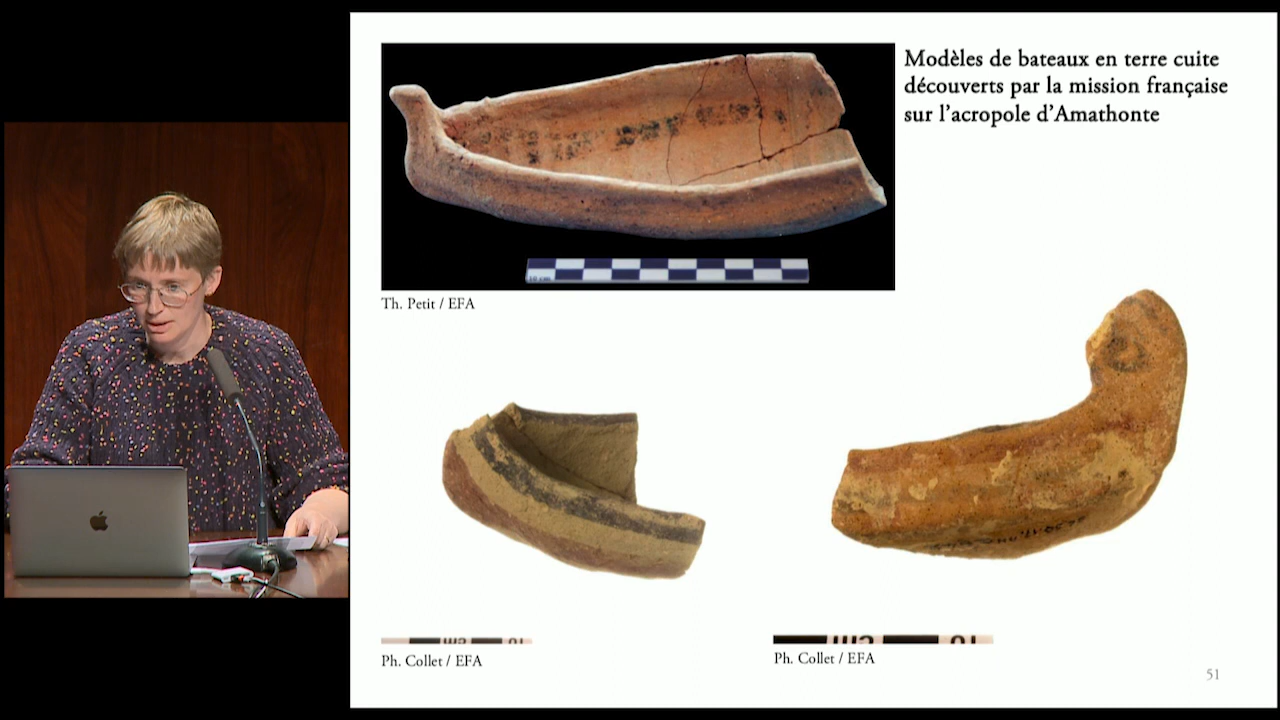 Modèles de bateaux en terre cuite
découverts par la mission française
sur l'acropole d'Amathonte
Th. Petit / EFA
Ph. Collet / EFA
Ph. Collet / EFA
51